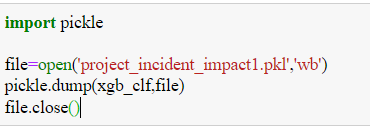 import pickle
file=open('project_incident_impact1.pkl','wb')
pickle.dump(xgb_clf,file)
file.close()